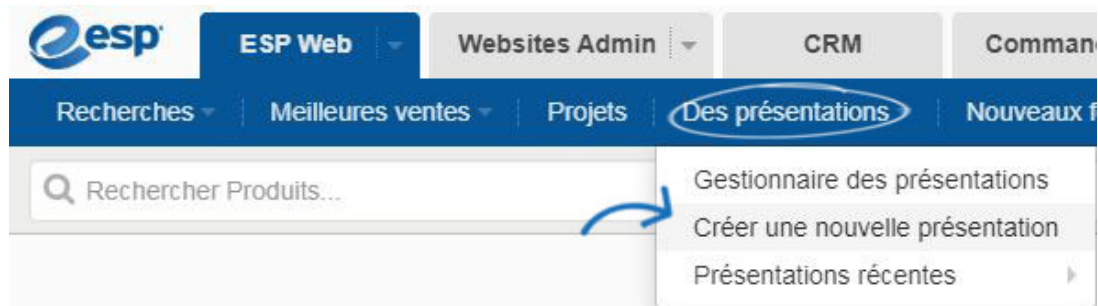 esp
ESP Web
Websites Admin
CRM
Recherches
Meilleures ventes
Projets
Des présentations
Nouveaux
Rechercher Produits...
Gestionnaire des présentations
Créer une nouvelle présentation
Présentations récentes